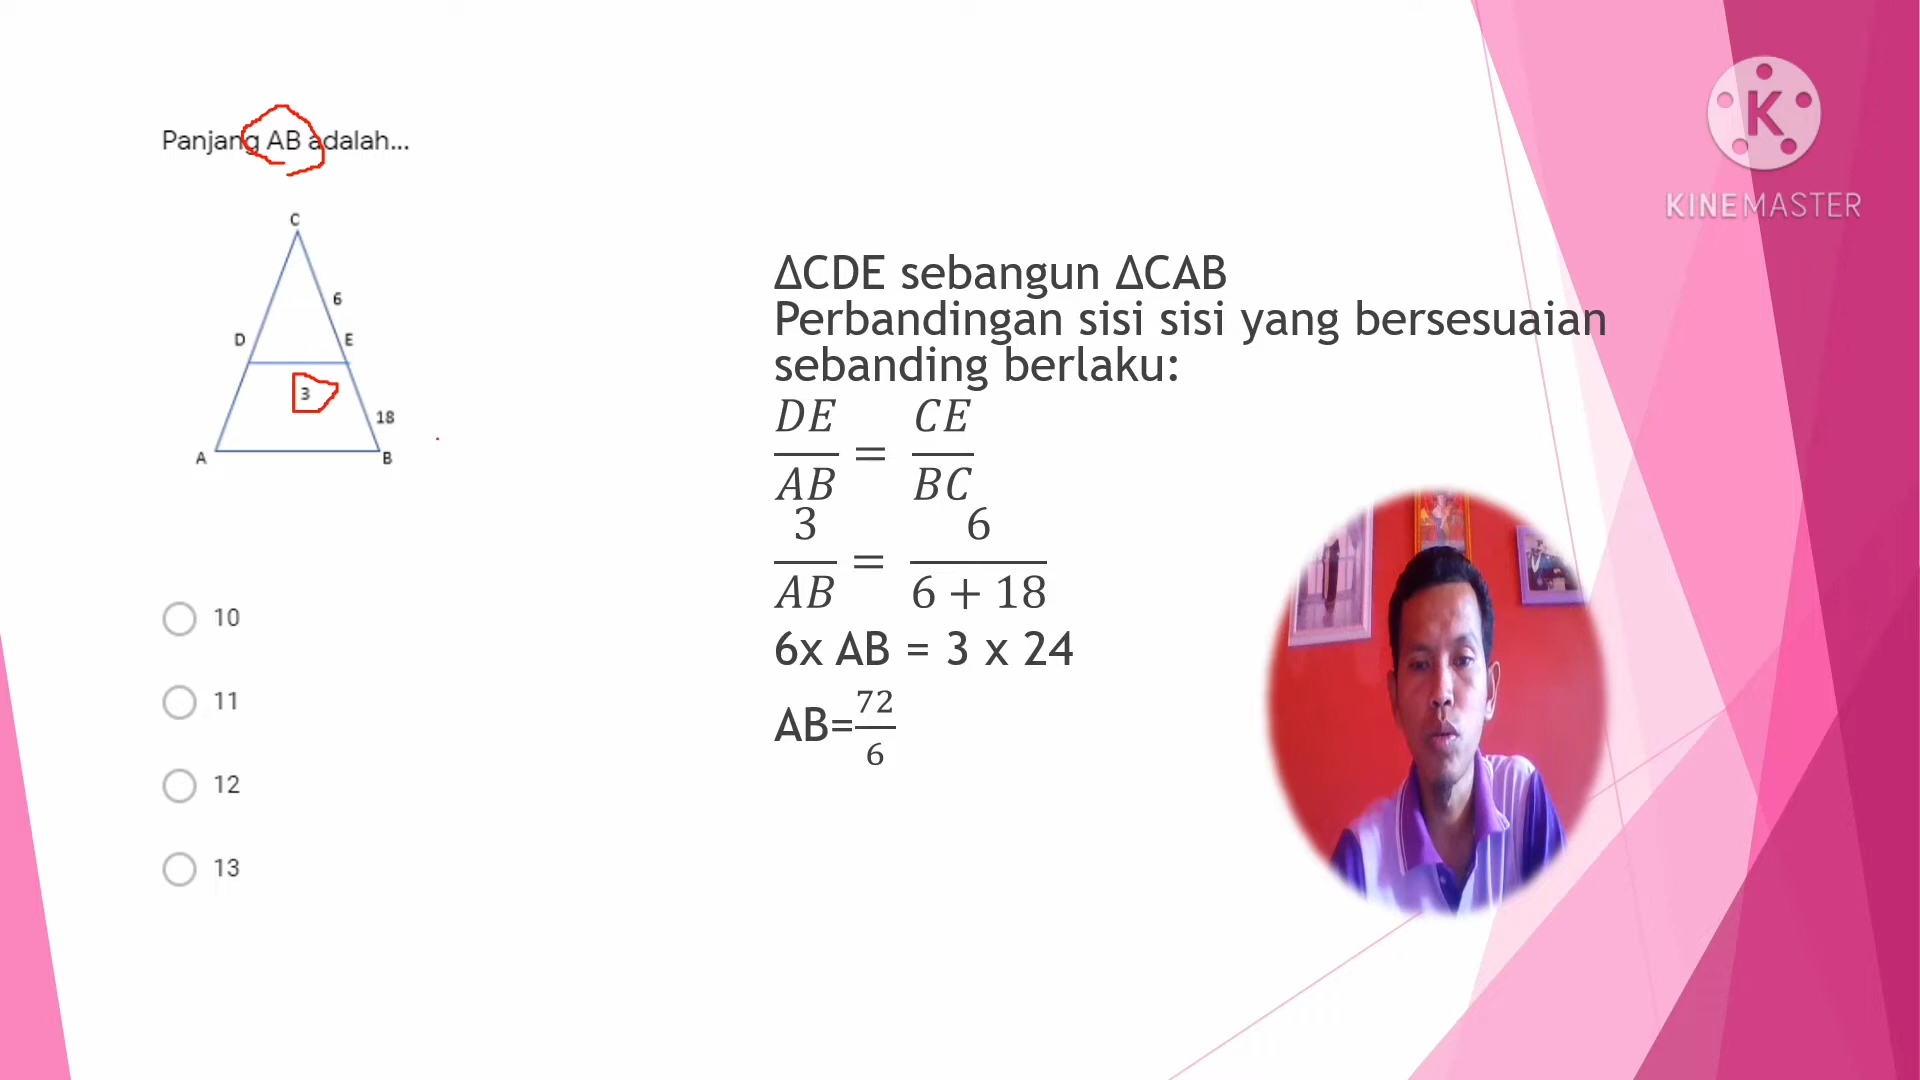 Panjang AB adalah...
C
6
D
E
3
18
A
B
10
11
12
13
K
KINEMASTER
ΔCDE sebangun ΔCAB
Perbandingan sisi sisi yang bersesuaian
sebanding berlaku:
DE/AB = CE/BC
3/AB = 6/6 + 18
6x AB = 3 x 24
AB=72/6